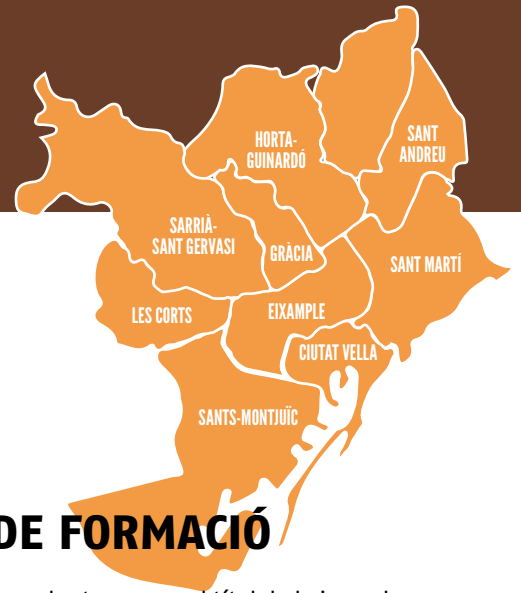 HORTA-
GUINARDÓ
SANT
ANDREU
SARRIÀ-
SANT GERVASI
GRÀCIA
SANT MARTÍ
LES CORTS
EIXAMPLE
CIUTAT VELLA
SANTS-MONTJUÏC
DE FORMACIÓ